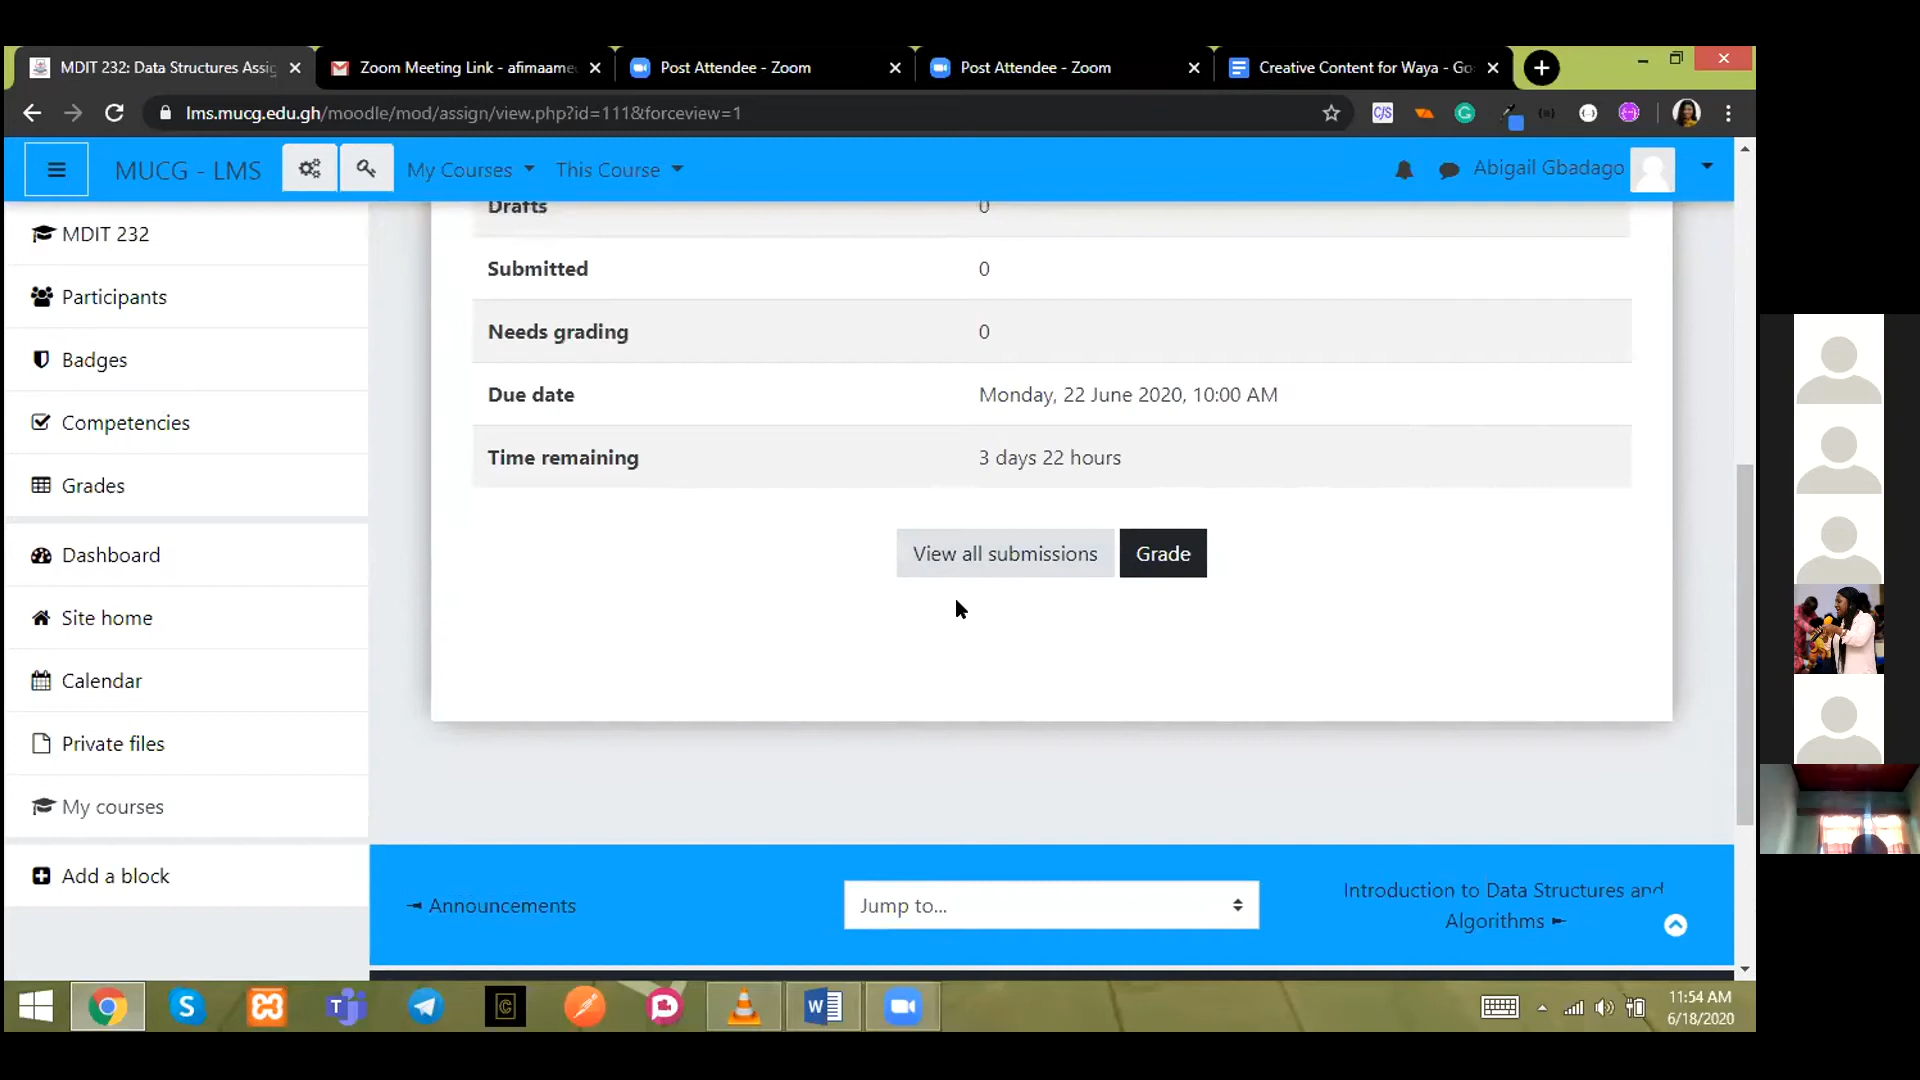 MDIT 232: Data Structures Assig
Zoom Meeting Link - afimaame
Post Attendee - Zoom
Post Attendee - Zoom
Creative Content for Waya - Go
lms.mucg.edu.gh/moodle/mod/assign/view.php?id=111&forceview=1
MUCG - LMS
My Courses
This Course
Abigail Gbadago
MDIT 232
Participants
Badges
Competencies
Grades
Dashboard
Site home
Calendar
Private files
My courses
Add a block
Drafts 0
Submitted 0
Needs grading 0
Due date Monday, 22 June 2020, 10:00 AM
Time remaining 3 days 22 hours
View all submissions Grade
◄ Announcements
Jump to...
Introduction to Data Structures and
Algorithms ►
11:54 AM
6/18/2020